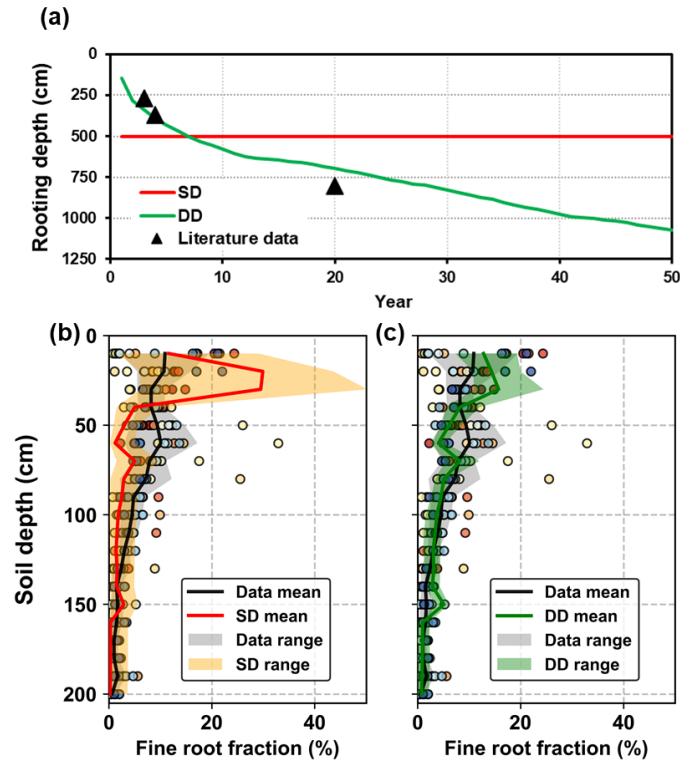 (a)
0
250
500
750
1000
1250
Rooting depth (cm)
SD
DD
Literature data
0 10 20 30 40 50
Year
(b) (c)
0
50
100
150
200
Soil depth (cm)
Data mean
SD mean
Data range
SD range
Data mean
DD mean
Data range
DD range
0 20 40
0 20 40
Fine root fraction (%) Fine root fraction (%)